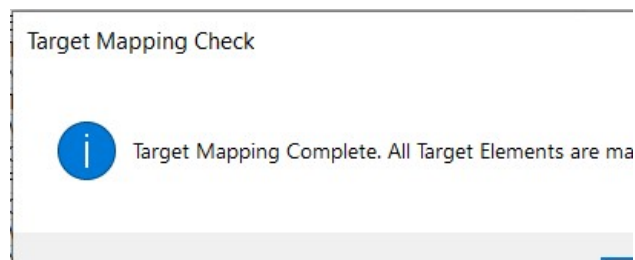 Target Mapping Check
Target Mapping Complete. All Target Elements are ma